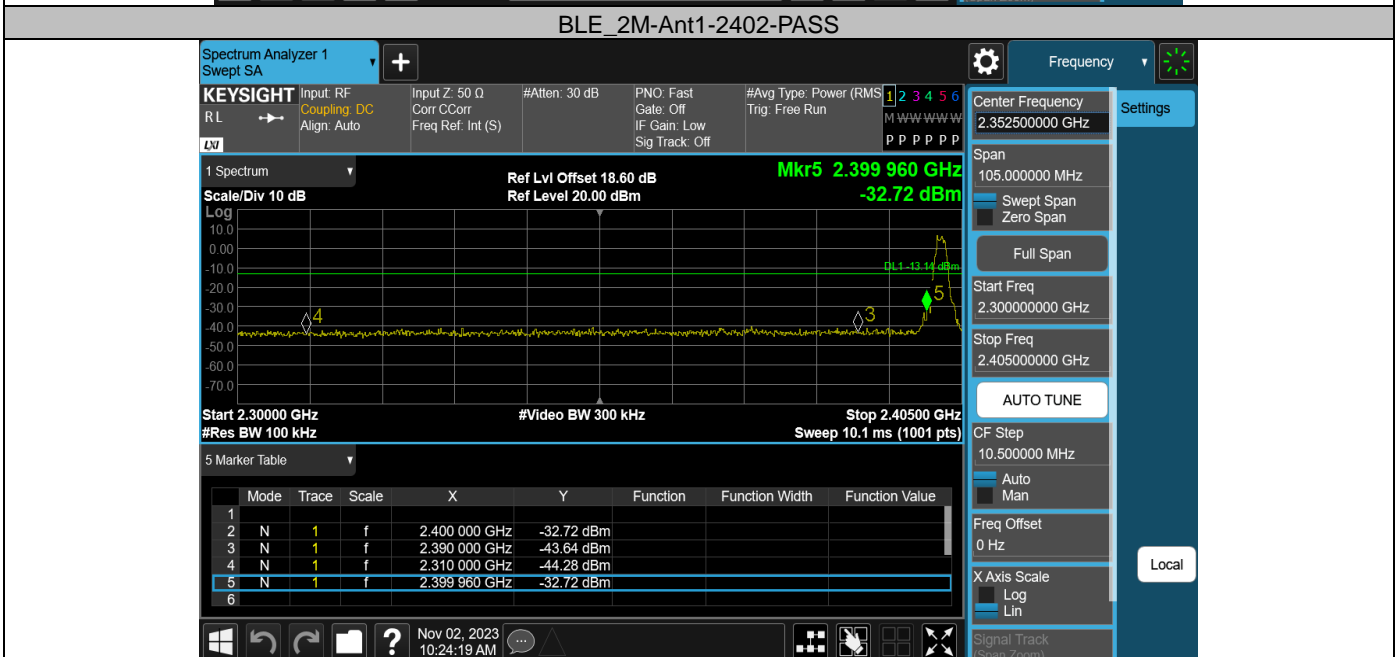 BLE_2M-Ant1-2402-PASS
Spectrum Analyzer 1
Swept SA
Frequency
KEYSIGHT
RL
LXI
Input: RF
Coupling: DC
Align: Auto
Input Z: 50 Ω
Corr CCorr
Freq Ref: Int (S)
#Atten: 30 dB
PNO: Fast
Gate: Off
IF Gain: Low
Sig Track: Off
#Avg Type: Power (RMS
Trig: Free Run
1 2 3 4 5 6
M W W W W W
P P P P P P
1 Spectrum
Scale/Div 10 dB
Ref Lvl Offset 18.60 dB
Ref Level 20.00 dBm
Mkr5 2.399 960 GHz
-32.72 dBm
Log
10.0
0.00
-10.0
-20.0
-30.0
-40.0
-50.0
-60.0
-70.0
DL1 -13.14 dBm
4
3
5
Start 2.30000 GHz
#Video BW 300 kHz
Stop 2.40500 GHz
#Res BW 100 kHz
Sweep 10.1 ms (1001 pts)
5 Marker Table
Mode Trace Scale X Y Function Function Width Function Value
1
2 N 1 f 2.400 000 GHz -32.72 dBm
3 N 1 f 2.390 000 GHz -43.64 dBm
4 N 1 f 2.310 000 GHz -44.28 dBm
5 N 1 f 2.399 960 GHz -32.72 dBm
6
Nov 02, 2023
10:24:19 AM
Center Frequency
2.352500000 GHz
Settings
Span
105.000000 MHz
Swept Span
Zero Span
Full Span
Start Freq
2.300000000 GHz
Stop Freq
2.405000000 GHz
AUTO TUNE
CF Step
10.500000 MHz
Auto
Man
Freq Offset
0 Hz
X Axis Scale
Log
Lin
Local
Signal Track
(Span Zoom)